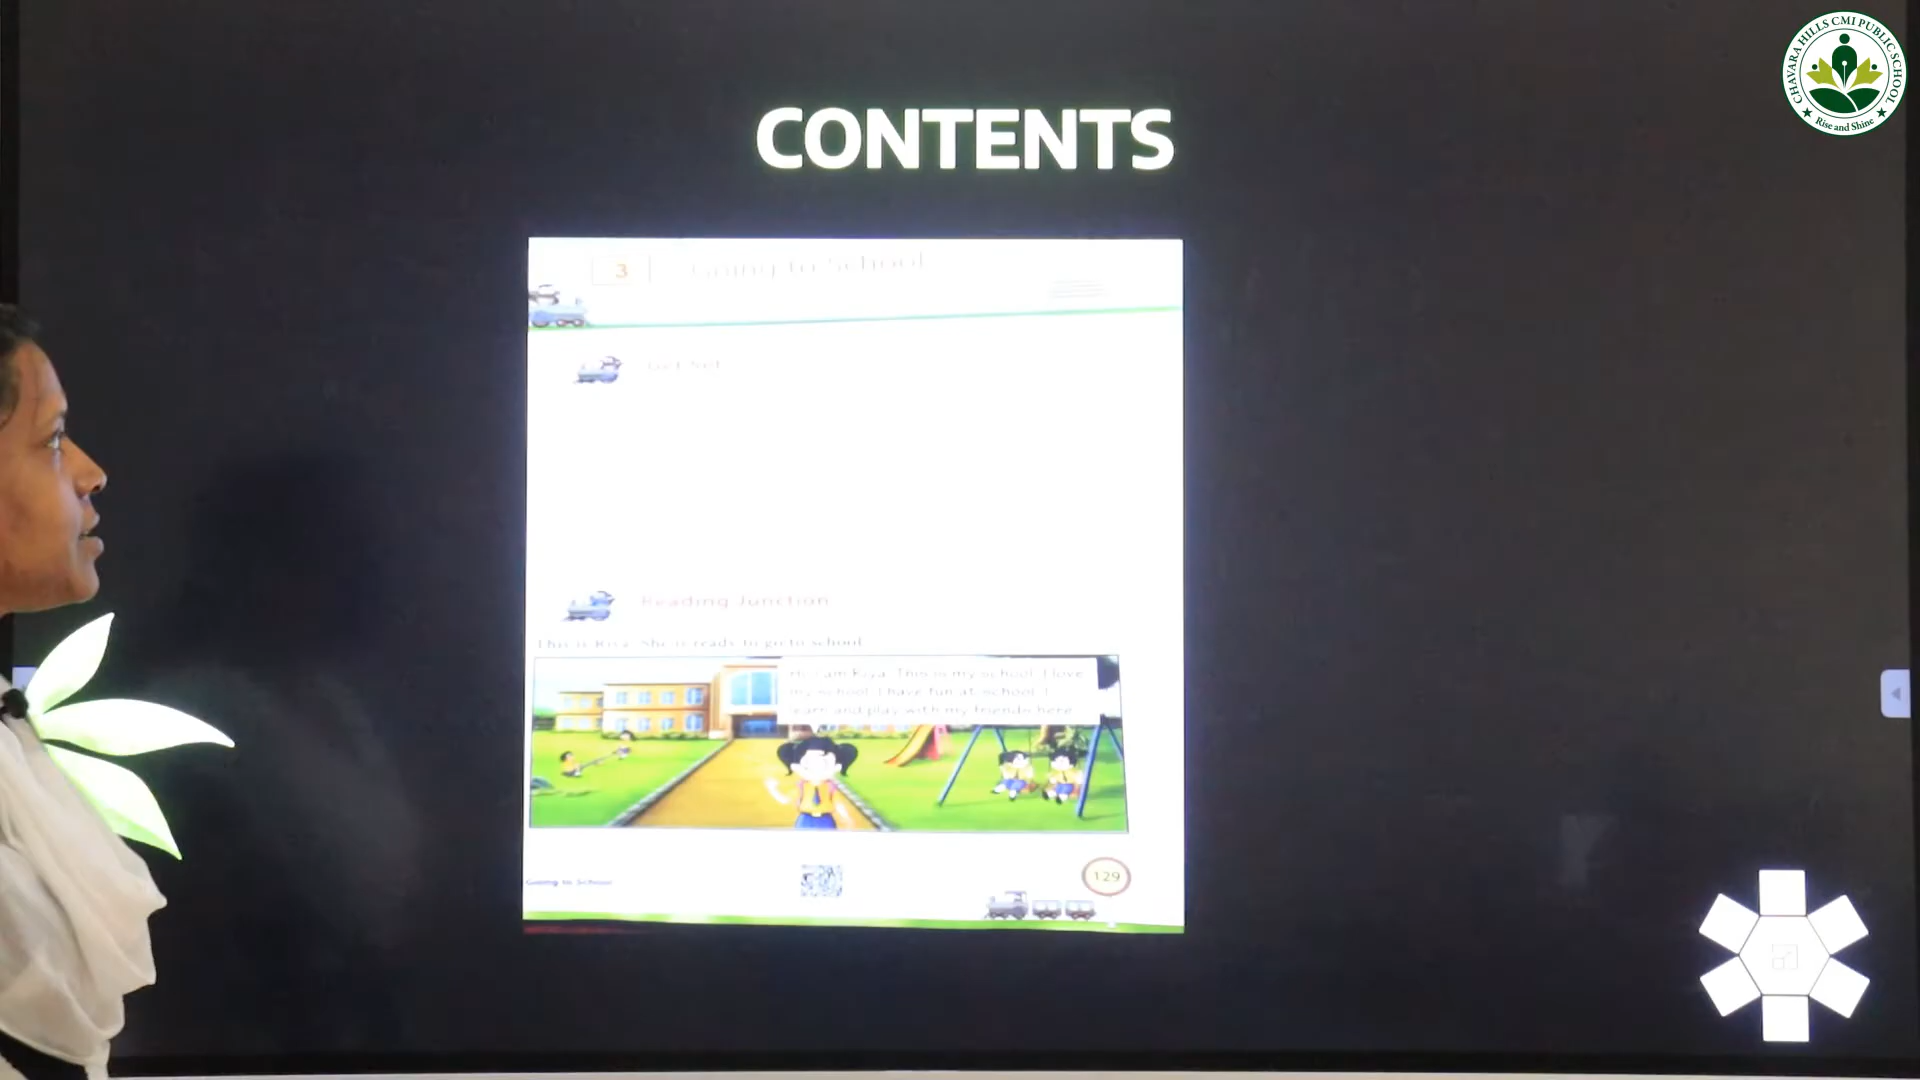 CHAVARA HILLS CMI PUBLIC SCHOOL
Rise and Shine
CONTENTS
3
Going to School
Get Set
Reading Junction
This is Riya. She is ready to go to school.
Hi, I am Riya. This is my school. I love
my school. I have fun at school. I
learn and play with my friends here.
Going to School
129